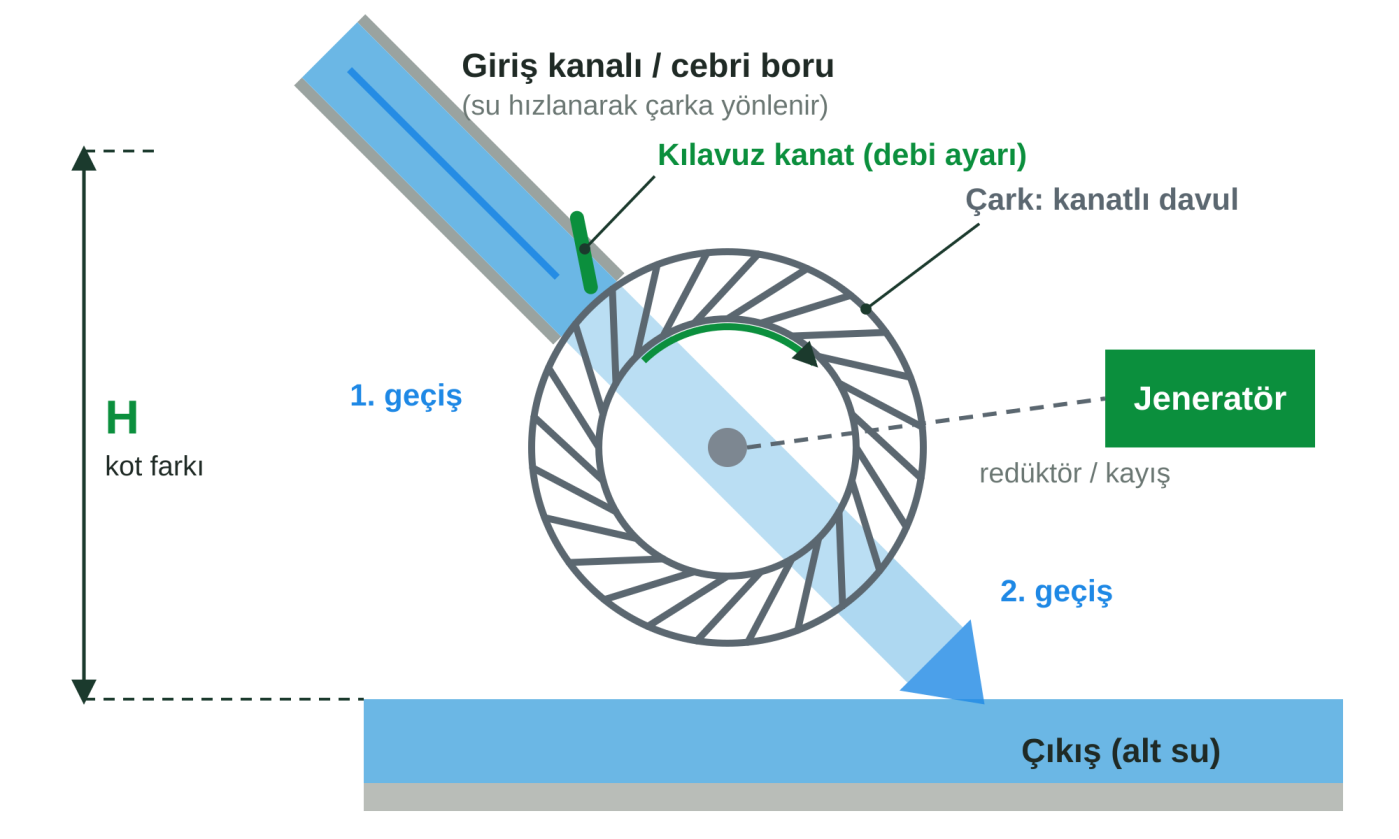 Giriş kanalı / cebri boru
(su hızlanarak çarka yönlenir)
Kılavuz kanat (debi ayarı)
Çark: kanatlı davul
1. geçiş
Jeneratör
H
kot farkı
redüktör / kayış
2. geçiş
Çıkış (alt su)